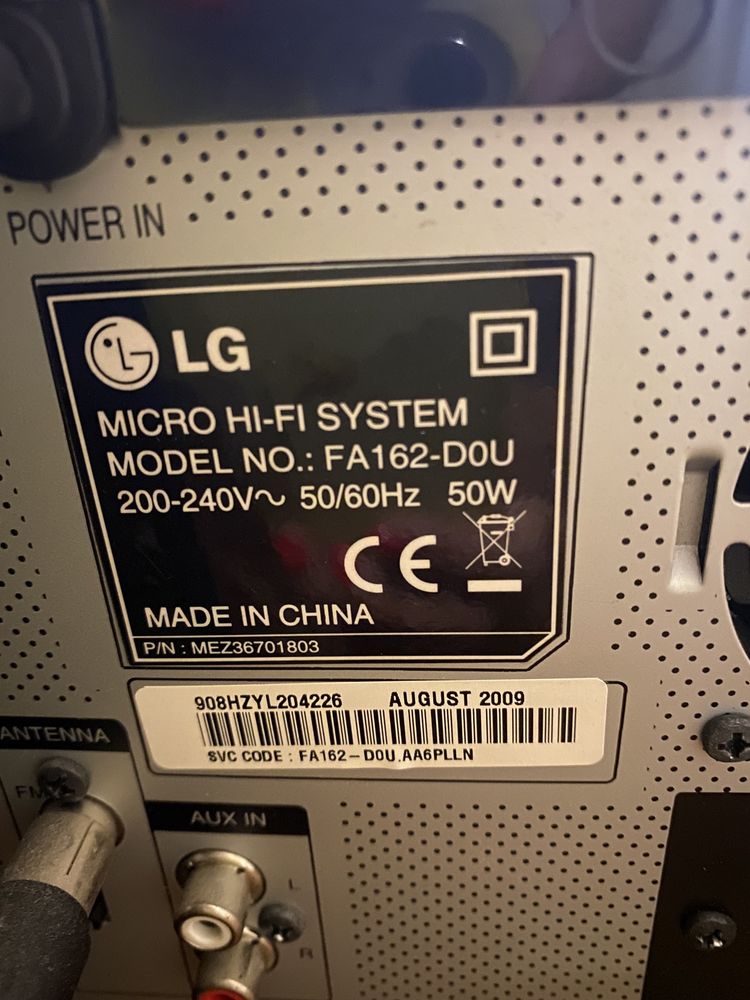 POWER IN
LG
MICRO HI-FI SYSTEM
MODEL NO.: FA162-D0U
200-240V~ 50/60Hz 50W
CE
MADE IN CHINA
P/N : MEZ36701803
908HZYL204226 AUGUST 2009
SVC CODE : FA162-D0U.AA6PLLN
ANTENNA
FM
AUX IN
L
R